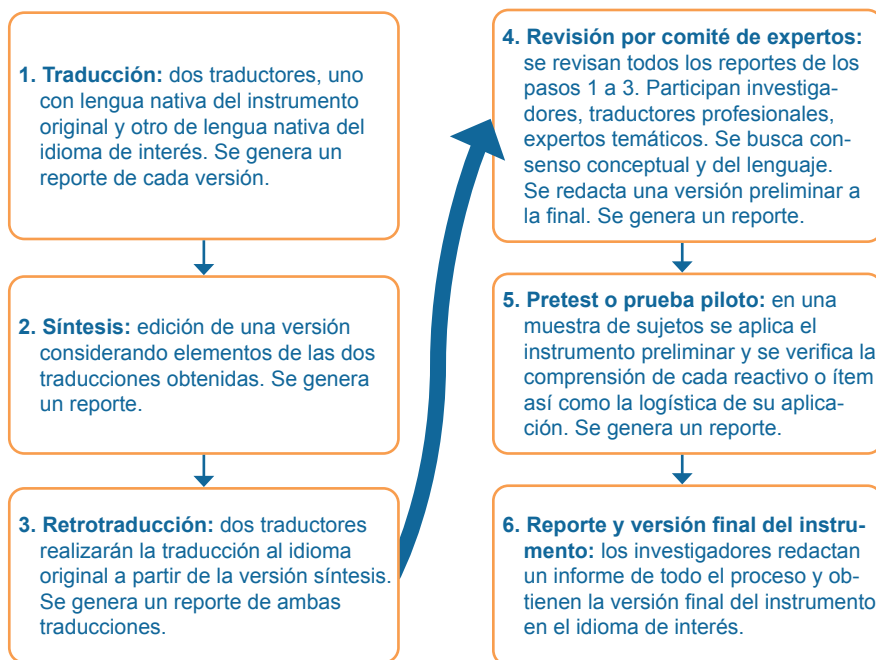 1. Traducción: dos traductores, uno
con lengua nativa del instrumento
original y otro de lengua nativa del
idioma de interés. Se genera un
reporte de cada versión.
2. Síntesis: edición de una versión
considerando elementos de las dos
traducciones obtenidas. Se genera
un reporte.
3. Retrotraducción: dos traductores
realizarán la traducción al idioma
original a partir de la versión síntesis.
Se genera un reporte de ambas
traducciones.
4. Revisión por comité de expertos:
se revisan todos los reportes de los
pasos 1 a 3. Participan investiga-
dores, traductores profesionales,
expertos temáticos. Se busca con-
senso conceptual y del lenguaje.
Se redacta una versión preliminar a
la final. Se genera un reporte.
5. Pretest o prueba piloto: en una
muestra de sujetos se aplica el
instrumento preliminar y se verifica la
comprensión de cada reactivo o ítem
así como la logística de su aplica-
ción. Se genera un reporte.
6. Reporte y versión final del instru-
mento: los investigadores redactan
un informe de todo el proceso y ob-
tienen la versión final del instrumento
en el idioma de interés.